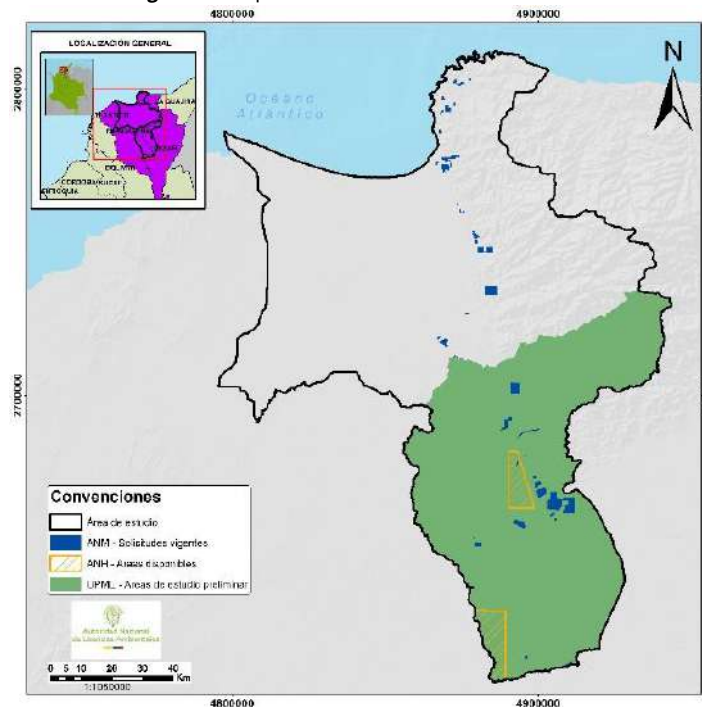 4800000 4900000
LOCALIZACIÓN GENERAL
LA GUAJIRA
N
Océano
Atlántico
2800000
2700000
Convenciones
Área de estudio
ANM - Solicitudes vigentes
ANH - Áreas disponibles
UPME - Áreas de estudio preliminar
Autoridad Nacional
de Licencias Ambientales
0 5 10 20 30 40
Km
1:1050000
4800000 4900000